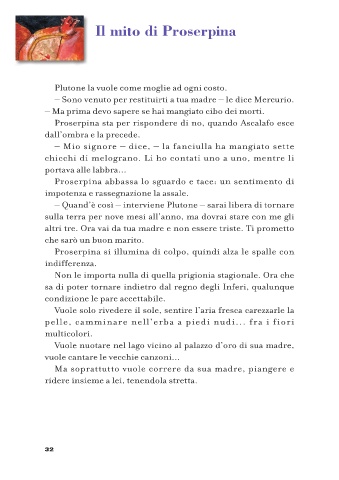 Il mito di Proserpina
Plutone la vuole come moglie ad ogni costo.
– Sono venuto per restituirti a tua madre – le dice Mercurio.
– Ma prima devo sapere se hai mangiato cibo dei morti.
Proserpina sta per rispondere di no, quando Ascalafo esce
dall'ombra e la precede.
– Mio signore – dice, – la fanciulla ha mangiato sette
chicchi di melograno. Li ho contati uno a uno, mentre li
portava alle labbra...
Proserpina abbassa lo sguardo e tace: un sentimento di
impotenza e rassegnazione la assale.
– Quand'è così – interviene Plutone – sarai libera di tornare
sulla terra per nove mesi all'anno, ma dovrai stare con me gli
altri tre. Ora vai da tua madre e non essere triste. Ti prometto
che sarò un buon marito.
Proserpina si illumina di colpo, quindi alza le spalle con
indifferenza.
Non le importa nulla di quella prigionia stagionale. Ora che
sa di poter tornare indietro dal regno degli Inferi, qualunque
condizione le pare accettabile.
Vuole solo rivedere il sole, sentire l'aria fresca carezzarle la
pelle, camminare nell'erba a piedi nudi... fra i fiori
multicolori.
Vuole nuotare nel lago vicino al palazzo d'oro di sua madre,
vuole cantare le vecchie canzoni...
Ma soprattutto vuole correre da sua madre, piangere e
ridere insieme a lei, tenendola stretta.
32